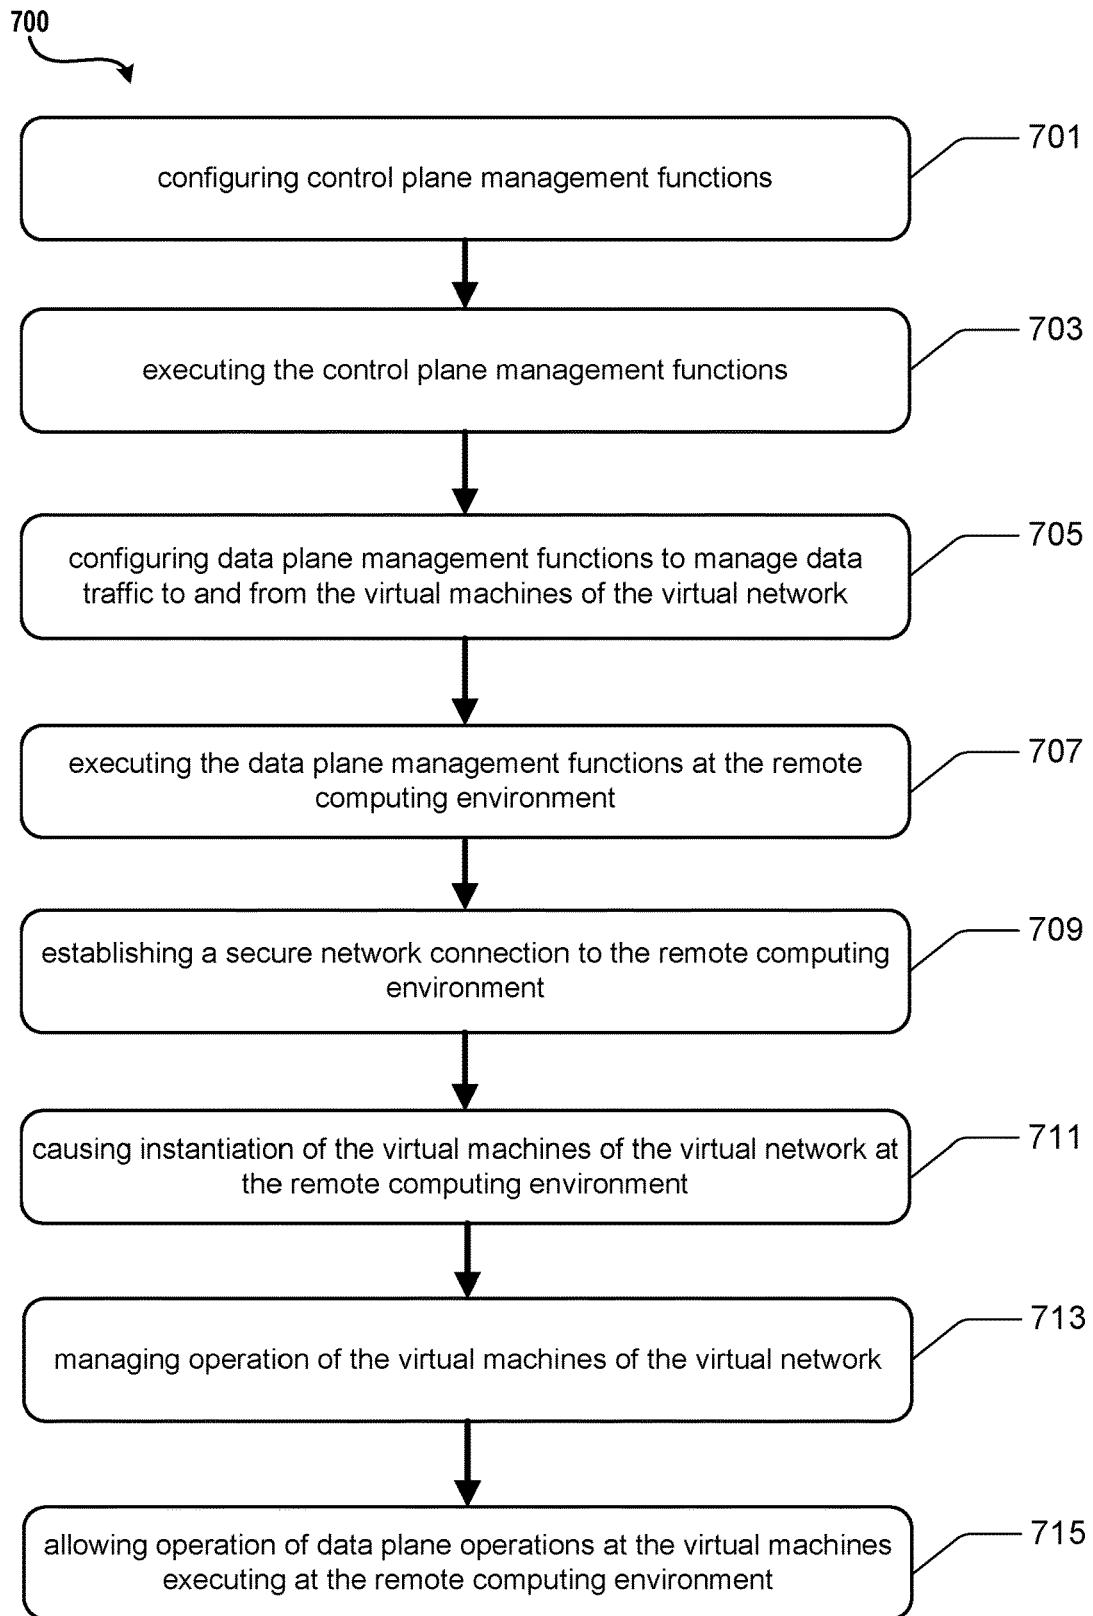 700
configuring control plane management functions
701
executing the control plane management functions
703
configuring data plane management functions to manage data
traffic to and from the virtual machines of the virtual network
705
executing the data plane management functions at the remote
computing environment
707
establishing a secure network connection to the remote computing
environment
709
causing instantiation of the virtual machines of the virtual network at
the remote computing environment
711
managing operation of the virtual machines of the virtual network
713
allowing operation of data plane operations at the virtual machines
executing at the remote computing environment
715